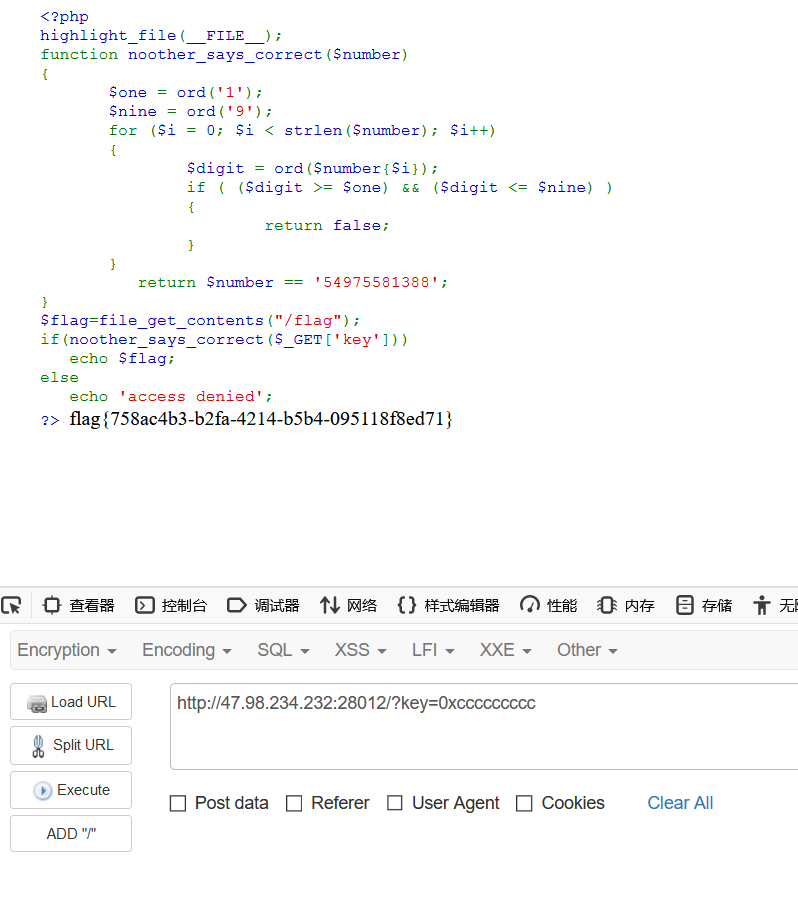 <?php
highlight_file(__FILE__);
function noother_says_correct($number)
{
       $one = ord('1');
       $nine = ord('9');
       for ($i = 0; $i < strlen($number); $i++)
       {
               $digit = ord($number{$i});
               if ( ($digit >= $one) && ($digit <= $nine) )
               {
                       return false;
               }
       }
          return $number == '54975581388';
}
$flag=file_get_contents("/flag");
if(noother_says_correct($_GET['key']))
   echo $flag;
else
   echo 'access denied';
?> flag{758ac4b3-b2fa-4214-b5b4-095118f8ed71}
查看器 控制台 调试器 网络 样式编辑器 性能 内存 存储 无
Encryption Encoding SQL XSS LFI XXE Other
Load URL http://47.98.234.232:28012/?key=0xccccccccc
Split URL
Execute
ADD "/"
Post data Referer User Agent Cookies Clear All